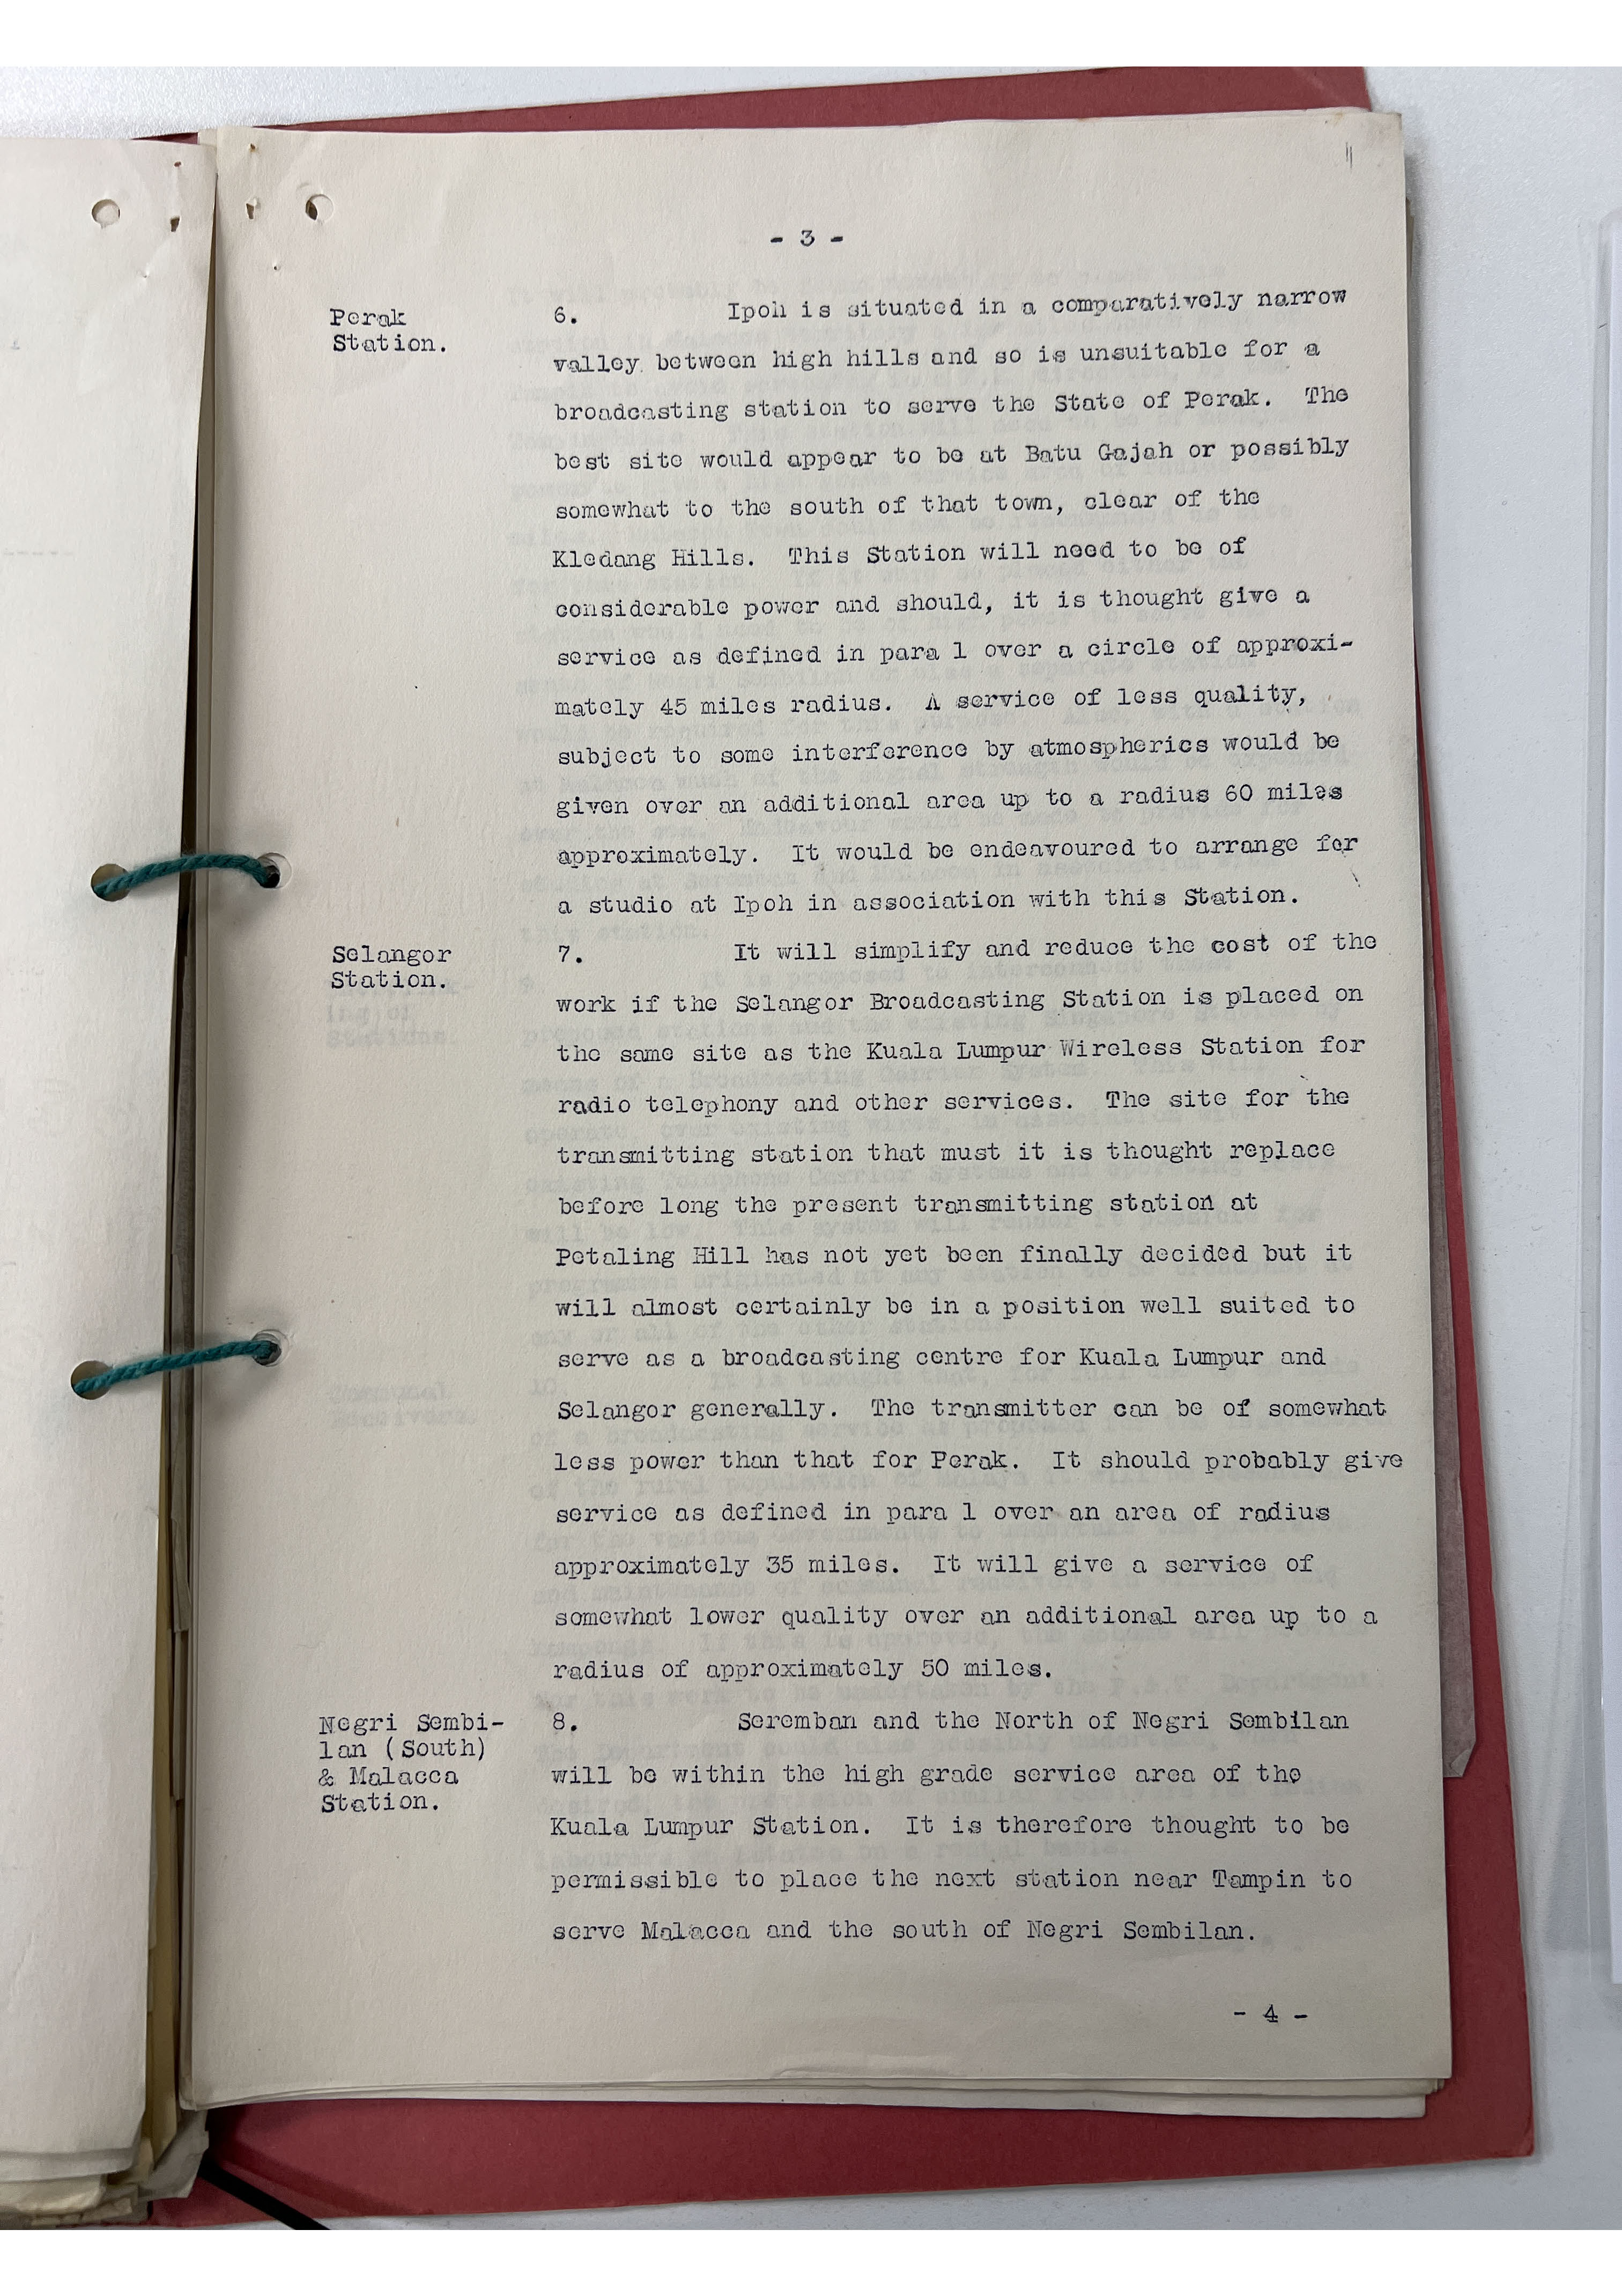 - 3 -
Perak
Station.
6. Ipoh is situated in a comparatively narrow
valley between high hills and so is unsuitable for a
broadcasting station to serve the State of Perak. The
best site would appear to be at Batu Gajah or possibly
somewhat to the south of that town, clear of the
Kledang Hills. This Station will need to be of
considerable power and should, it is thought give a
service as defined in para 1 over a circle of approxi-
mately 45 miles radius. A service of less quality,
subject to some interference by atmospherics would be
given over an additional area up to a radius 60 miles
approximately. It would be endeavoured to arrange for
a studio at Ipoh in association with this Station.
Selangor
Station.
7. It will simplify and reduce the cost of the
work if the Selangor Broadcasting Station is placed on
the same site as the Kuala Lumpur Wireless Station for
radio telephony and other services. The site for the
transmitting station that must it is thought replace
before long the present transmitting station at
Petaling Hill has not yet been finally decided but it
will almost certainly be in a position well suited to
serve as a broadcasting centre for Kuala Lumpur and
Selangor generally. The transmitter can be of somewhat
less power than that for Perak. It should probably give
service as defined in para 1 over an area of radius
approximately 35 miles. It will give a service of
somewhat lower quality over an additional area up to a
radius of approximately 50 miles.
Negri Sembi-
lan (South)
& Malacca
Station.
8. Seremban and the North of Negri Sembilan
will be within the high grade service area of the
Kuala Lumpur Station. It is therefore thought to be
permissible to place the next station near Tampin to
serve Malacca and the south of Negri Sembilan.
- 4 -